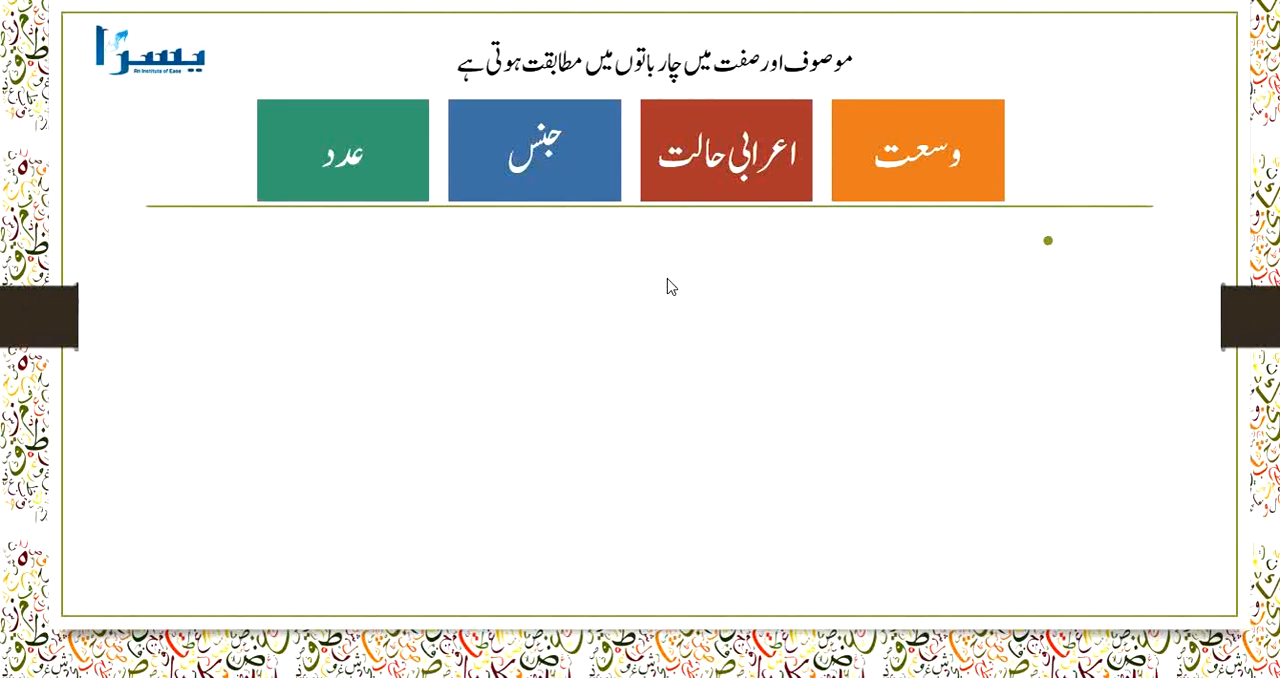 یسرا
An Institute of Ease
موصوف اور صفت میں چار باتوں میں مطابقت ہوتی ہے
وسعت
اعرابی حالت
جنس
عدد